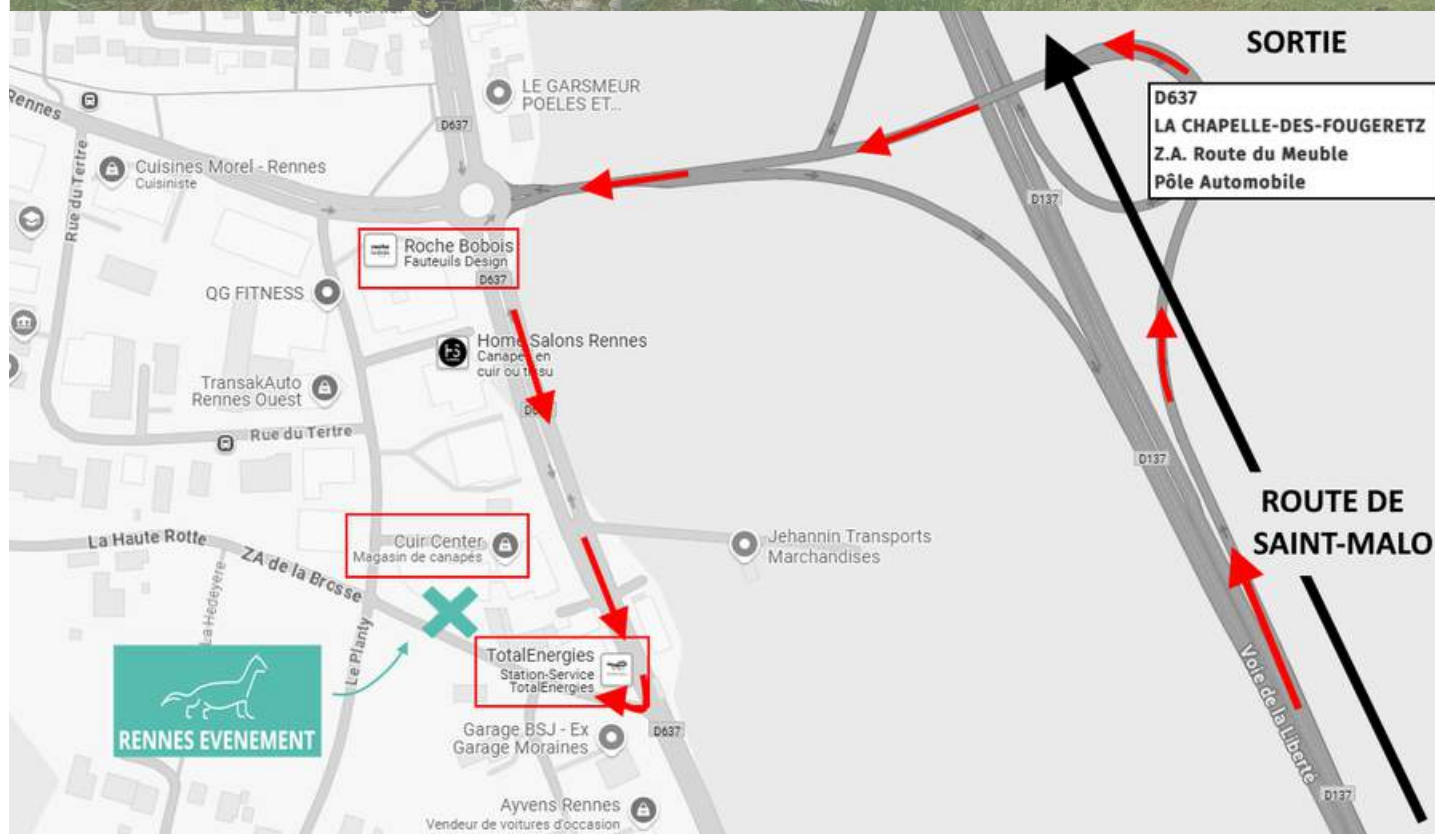 SORTIE
D637
LA CHAPELLE-DES-FOUGERETZ
Z.A. Route du Meuble
Pôle Automobile
LE GARSMEUR
POELES ET...
D637
Rennes
Cuisines Morel - Rennes
Cuisiniste
Rue du Tertre
Roche Bobois
Fauteuils Design
D637
D137
QG FITNESS
Home Salons Rennes
Canapés en
cuir ou tissu
TransakAuto
Rennes Ouest
Rue du Tertre
D137
ROUTE DE
SAINT-MALO
Cuir Center
Magasin de canapés
Jehannin Transports
Marchandises
La Haute Rotte
ZA de la Brosse
La Hedeyere
Le Planty
TotalEnergies
Station-Service
TotalEnergies
RENNES EVENEMENT
Garage BSJ - Ex
Garage Moraines
D637
Voie de la Liberté
D137
Ayvens Rennes
Vendeur de voitures d'occasion